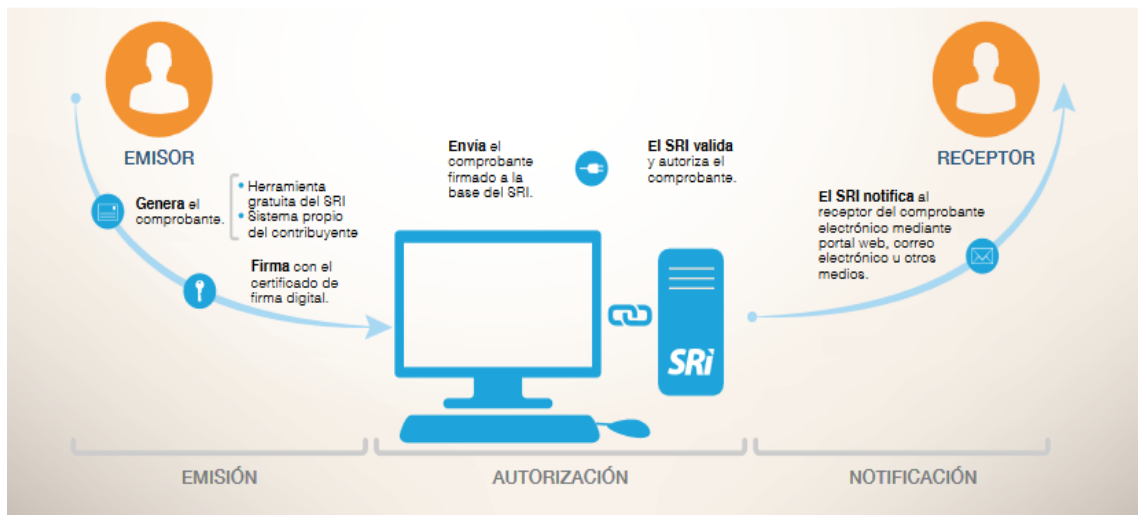 EMISOR
Genera el
comprobante.
• Herramienta
gratuita del SRI
• Sistema propio
del contribuyente
Firma con el
certificado de
firma digital.
Envía el
comprobante
firmado a la
base del SRI.
El SRI valida
y autoriza el
comprobante.
SRi
RECEPTOR
El SRI notifica al
receptor del comprobante
electrónico mediante
portal web, correo
electrónico u otros
medios.
EMISIÓN
AUTORIZACIÓN
NOTIFICACIÓN